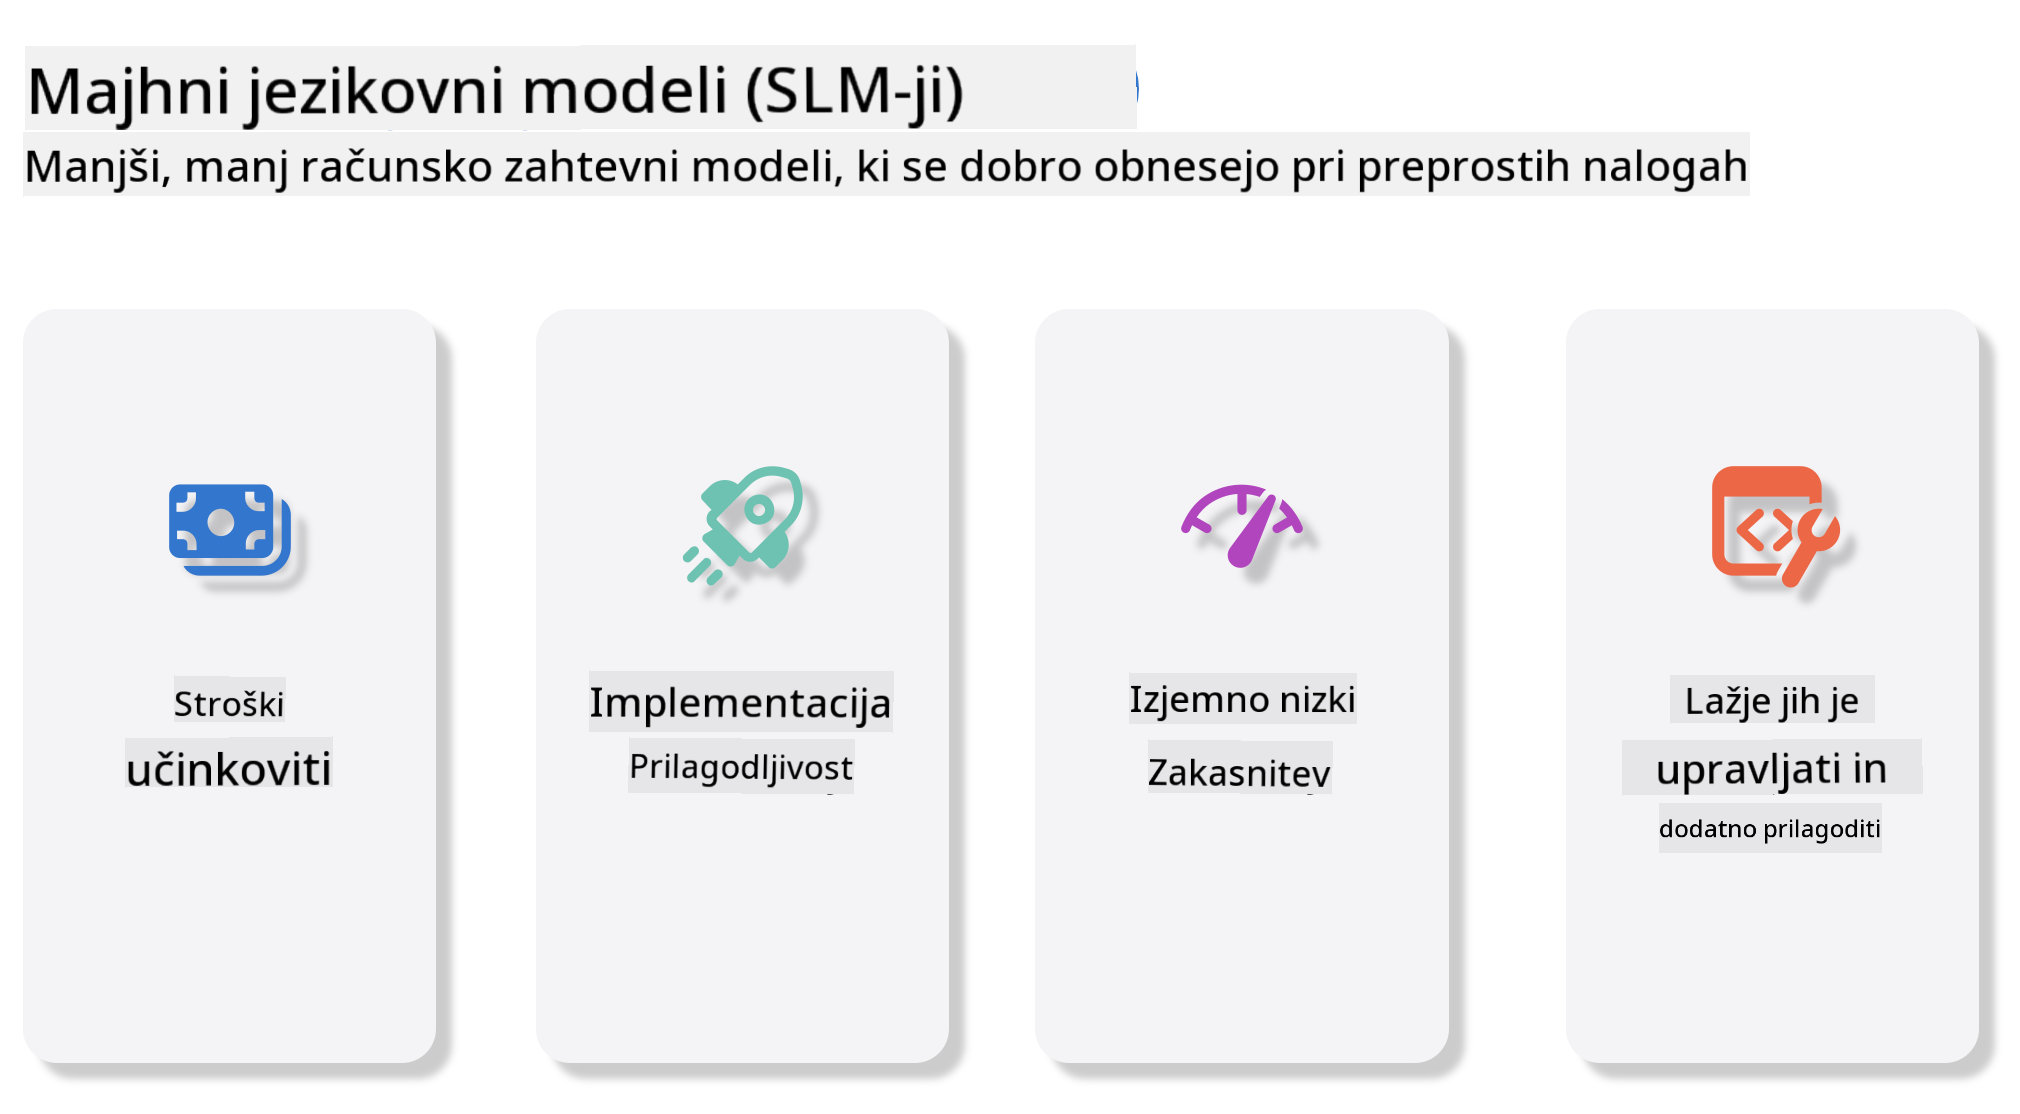 Majhni jezikovni modeli (SLM-ji)
Manjši, manj računsko zahtevni modeli, ki se dobro obnesejo pri preprostih nalogah
Stroški
učinkoviti
Implementacija
Prilagodljivost
Izjemno nizki
Zakasnitev
Lažje jih je
upravljati in
dodatno prilagoditi